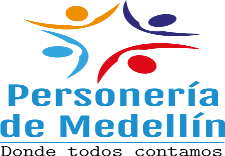 Personería
de Medellín
Donde todos contamos